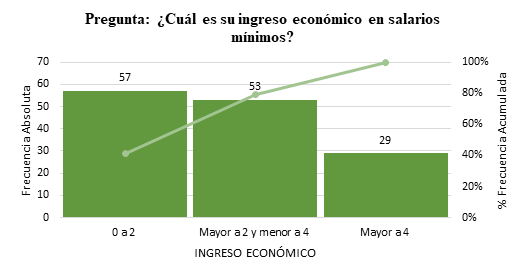 Pregunta: ¿Cuál es su ingreso económico en salarios
mínimos?
Frecuencia Absoluta
70
60
50
40
30
20
10
0
57
53
29
100%
80%
60%
40%
20%
0%
% Frecuencia Acumulada
0 a 2
Mayor a 2 y menor a 4
Mayor a 4
INGRESO ECONÓMICO